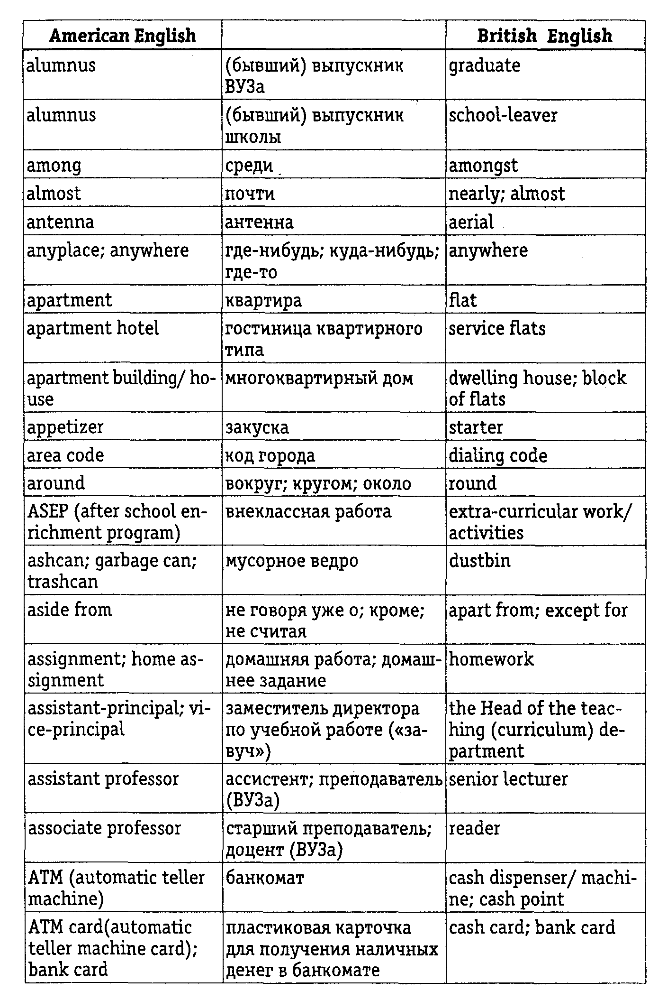 American English British English
alumnus (бывший) выпускник graduate
ВУЗа
alumnus (бывший) выпускник school-leaver
школы
among среди amongst
almost почти nearly; almost
antenna антенна aerial
anyplace; anywhere где-нибудь; куда-нибудь; anywhere
где-то
apartment квартира flat
apartment hotel гостиница квартирного service flats
типа
apartment building/ ho- многоквартирный дом dwelling house; block
use of flats
appetizer закуска starter
area code код города dialing code
around вокруг; кругом; около round
ASEP (after school en- внеклассная работа extra-curricular work/
richment program) activities
ashcan; garbage can; мусорное ведро dustbin
trashcan
aside from не говоря уже о; кроме; apart from; except for
не считая
assignment; home as- домашняя работа; домаш- homework
signment нее задание
assistant-principal; vi- заместитель директора the Head of the teac-
ce-principal по учебной работе («за- hing (curriculum) de-
вуч») partment
assistant professor ассистент; преподаватель senior lecturer
(ВУЗа)
associate professor старший преподаватель; reader
доцент (ВУЗа)
ATM (automatic teller банкомат cash dispenser/ machi-
machine) ne; cash point
ATM card(automatic пластиковая карточка cash card; bank card
teller machine card); для получения наличных
bank card денег в банкомате